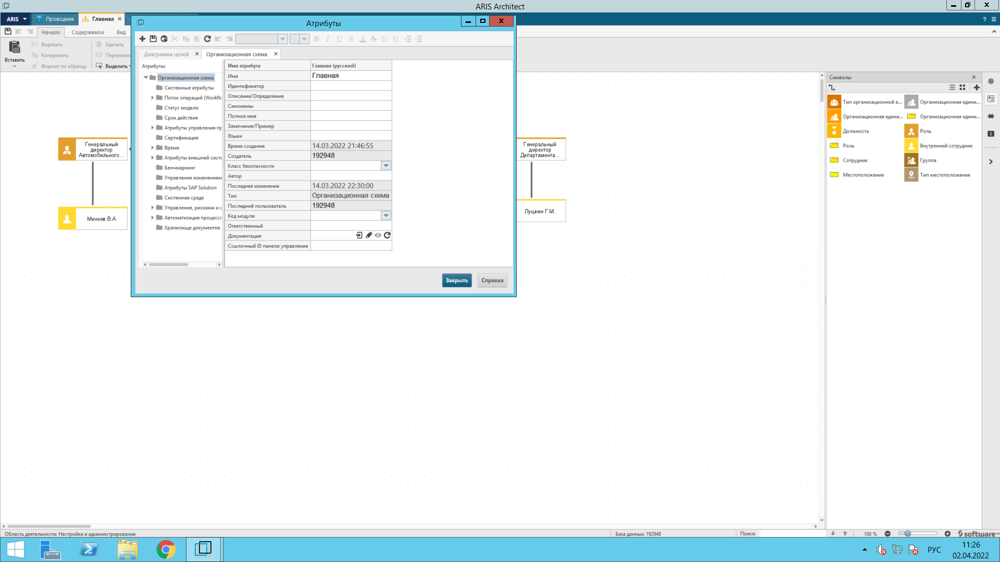 ARIS Architect
ARIS
Проводник
Главная
?
Начало
Содержимое
Вид
Вставить
Вырезать
Копировать
Формат по образцу
Удалить
Выделить
Атрибуты
B I U S A
Диаграмма целей
Организационная схема
Атрибуты:
Организационная схема
Системные атрибуты
Поток операций (Workflo
Статус модели
Срок действия
Атрибуты управления пр
Сертификация
Время
Атрибуты внешней систе
Бенчмаркинг
Управление изменениям
Атрибуты SAP Solution
Системная среда
Управление, рисками и с
Автоматизация процессо
Хранилище документов
Имя атрибута Главная (русский)
Имя Главная
Идентификатор
Описание/Определение
Синонимы
Полное имя
Замечание/Пример
Языки
Время создания 14.03.2022 21:46:55
Создатель 192948
Класс безопасности
Автор
Последнее изменение 14.03.2022 22:30:00
Тип Организационная схема
Последний пользователь 192948
Код модуля
Ответственный
Документация
Ссылочный ID панели управления
Закрыть
Справка
Генеральный
директор
Автомобильного...
Михеев В.А
Генеральный
директор
Департамента...
Лушкин Г.М.
Символы
Тип организационной е...
Организационная едини...
Организационная едини...
Организационная едини...
Должность
Роль
Роль
Внутренний сотрудник
Сотрудник
Группа
Местоположение
Тип местоположения
Область деятельности: Настройка и администрирование
База данных: 192948
Поиск:
100 %
software AG
РУС
11:26
02.04.2022